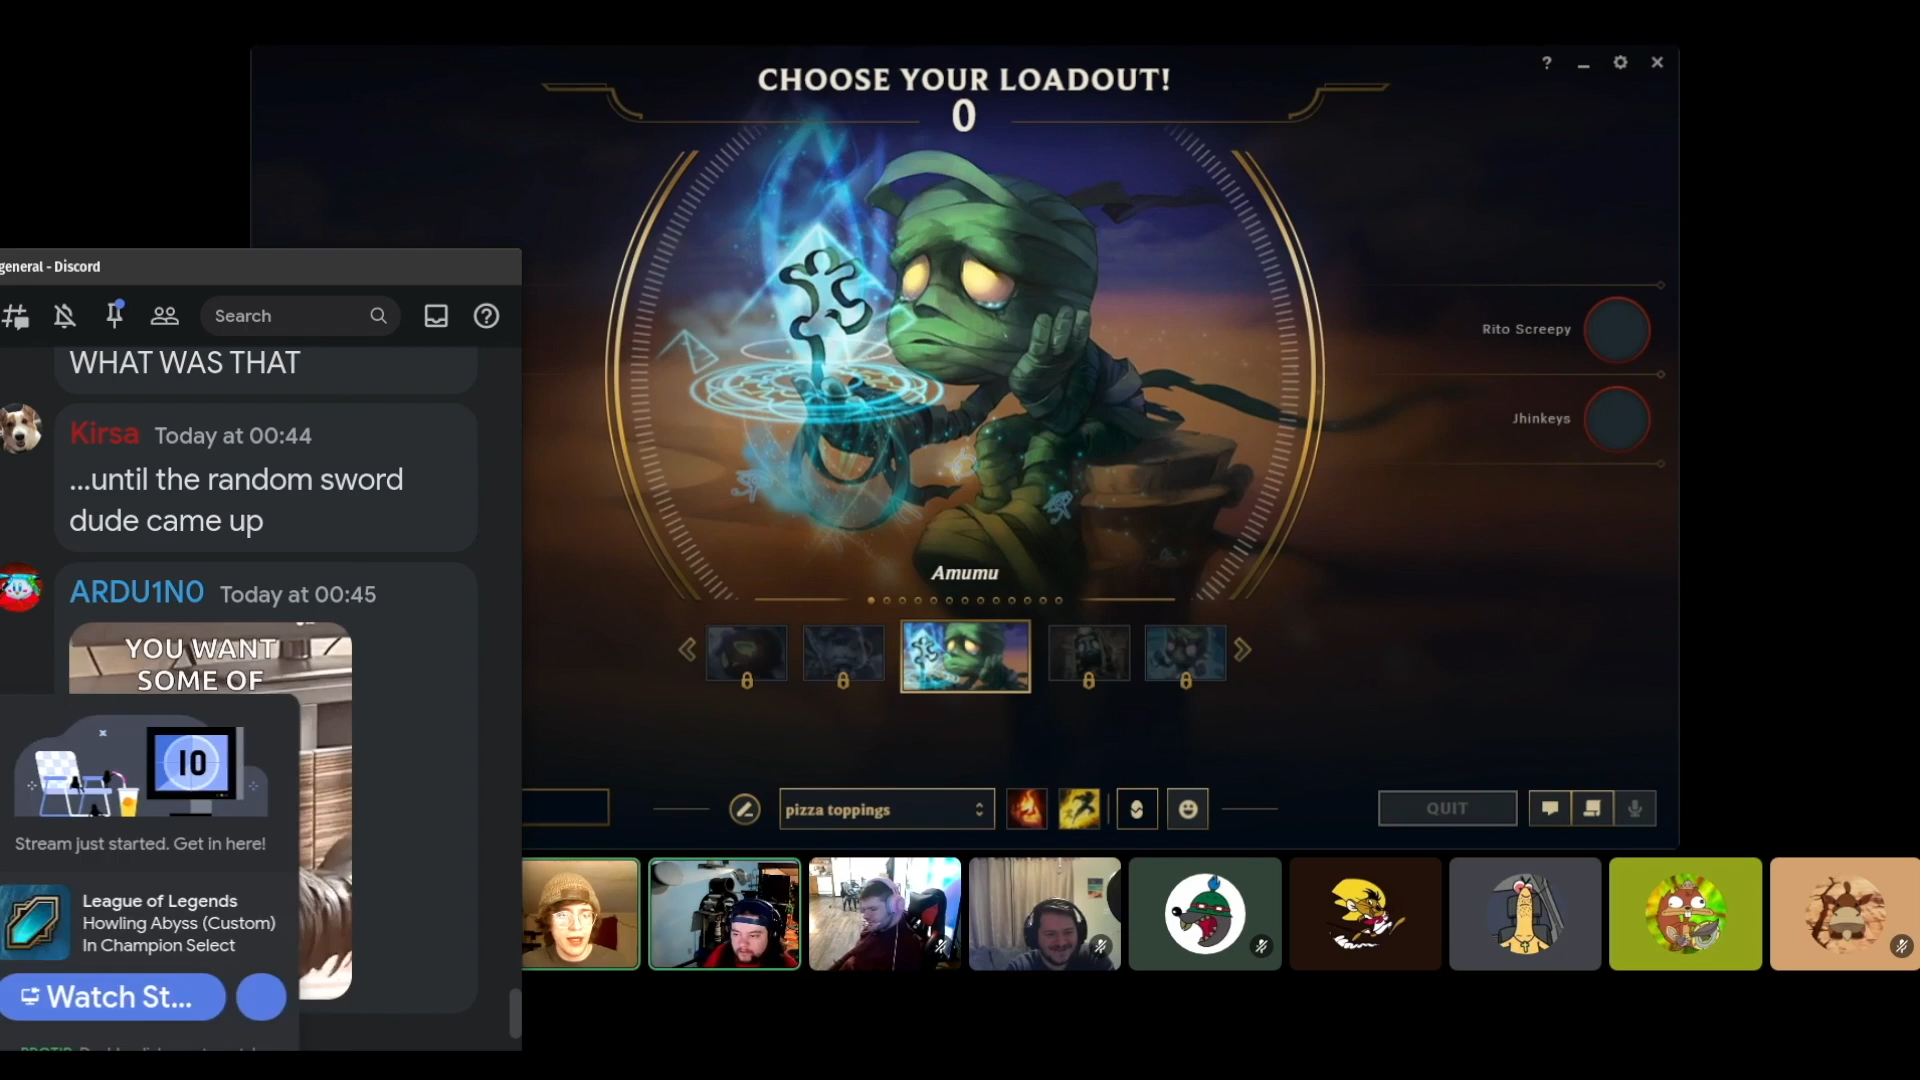 CHOOSE YOUR LOADOUT!
0
?
general - Discord
Search
WHAT WAS THAT
Kirsa Today at 00:44
...until the random sword
dude came up
ARDU1N0 Today at 00:45
YOU WANT
SOME OF
10
Stream just started. Get in here!
League of Legends
Howling Abyss (Custom)
In Champion Select
Watch St...
Rito Screepy
Jhinkeys
Amumu
pizza toppings
QUIT